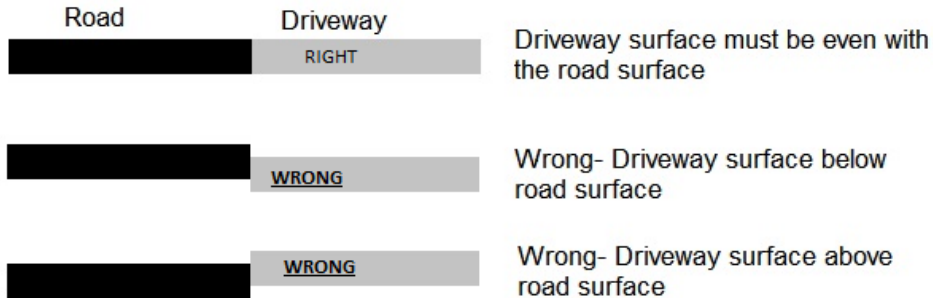 Road
Driveway
RIGHT
Driveway surface must be even with
the road surface
WRONG
Wrong- Driveway surface below
road surface
WRONG
Wrong- Driveway surface above
road surface